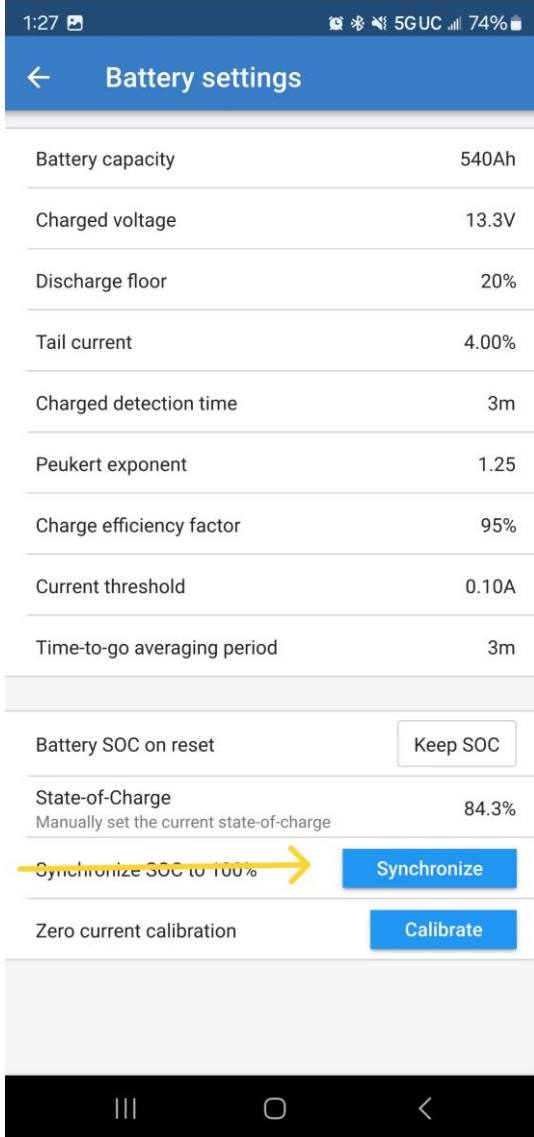 1:27 5GUC 74%
Battery settings
Battery capacity 540Ah
Charged voltage 13.3V
Discharge floor 20%
Tail current 4.00%
Charged detection time 3m
Peukert exponent 1.25
Charge efficiency factor 95%
Current threshold 0.10A
Time-to-go averaging period 3m
Battery SOC on reset Keep SOC
State-of-Charge 84.3%
Manually set the current state-of-charge
Synchronize SOC to 100% Synchronize
Zero current calibration Calibrate